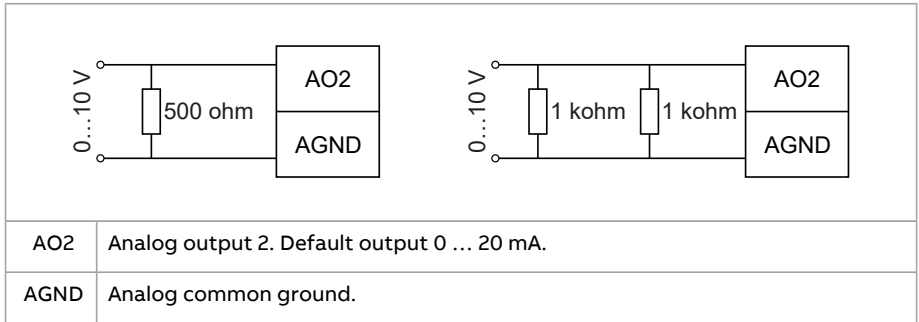 0…10 V
500 ohm
AO2
AGND
0…10 V
1 kohm
1 kohm
AO2
AGND
AO2 Analog output 2. Default output 0 … 20 mA.
AGND Analog common ground.